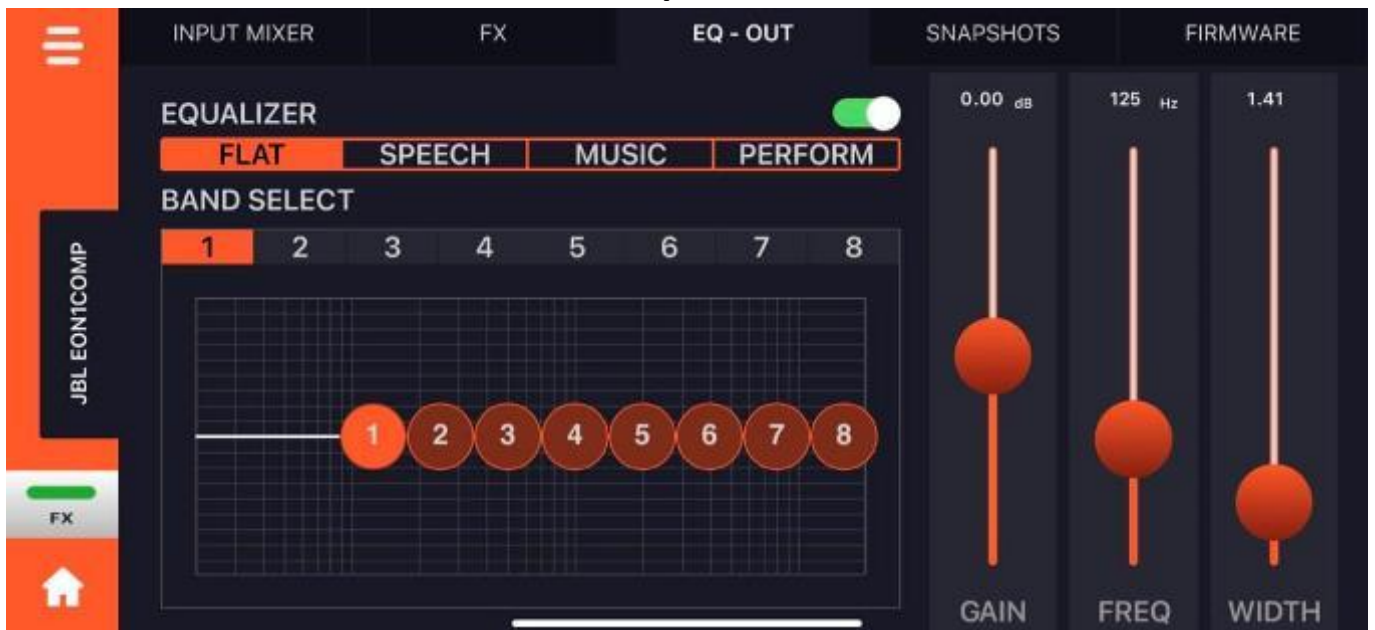 INPUT MIXER FX EQ - OUT SNAPSHOTS FIRMWARE
EQUALIZER
FLAT SPEECH MUSIC PERFORM
BAND SELECT
1 2 3 4 5 6 7 8
1 2 3 4 5 6 7 8
0.00 dB 125 Hz 1.41
GAIN FREQ WIDTH
JBL EON1COMP
FX